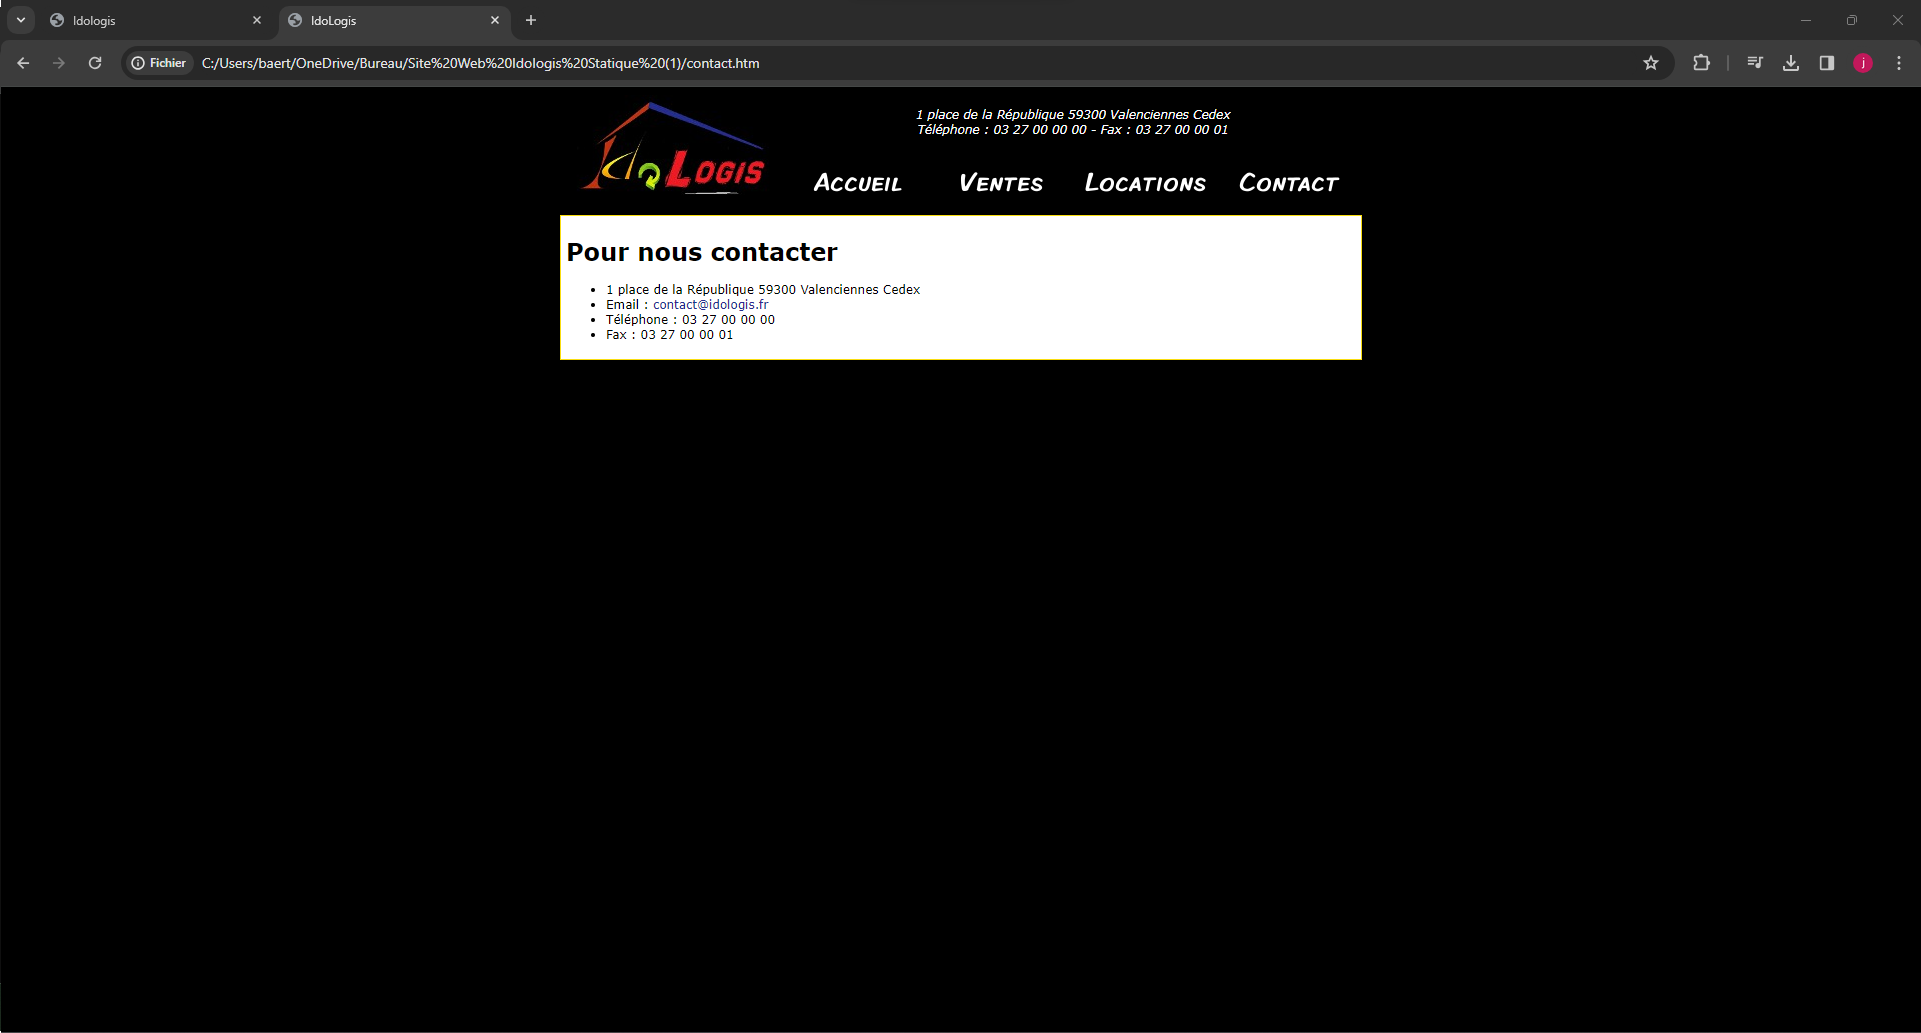 Idologis
IdoLogis
Fichier
C:/Users/baert/OneDrive/Bureau/Site%20Web%20Idologis%20Statique%20(1)/contact.htm
j
1 place de la République 59300 Valenciennes Cedex
Téléphone : 03 27 00 00 00 - Fax : 03 27 00 00 01
Ido Logis
Accueil Ventes Locations Contact
Pour nous contacter
• 1 place de la République 59300 Valenciennes Cedex
• Email : contact@idologis.fr
• Téléphone : 03 27 00 00 00
• Fax : 03 27 00 00 01